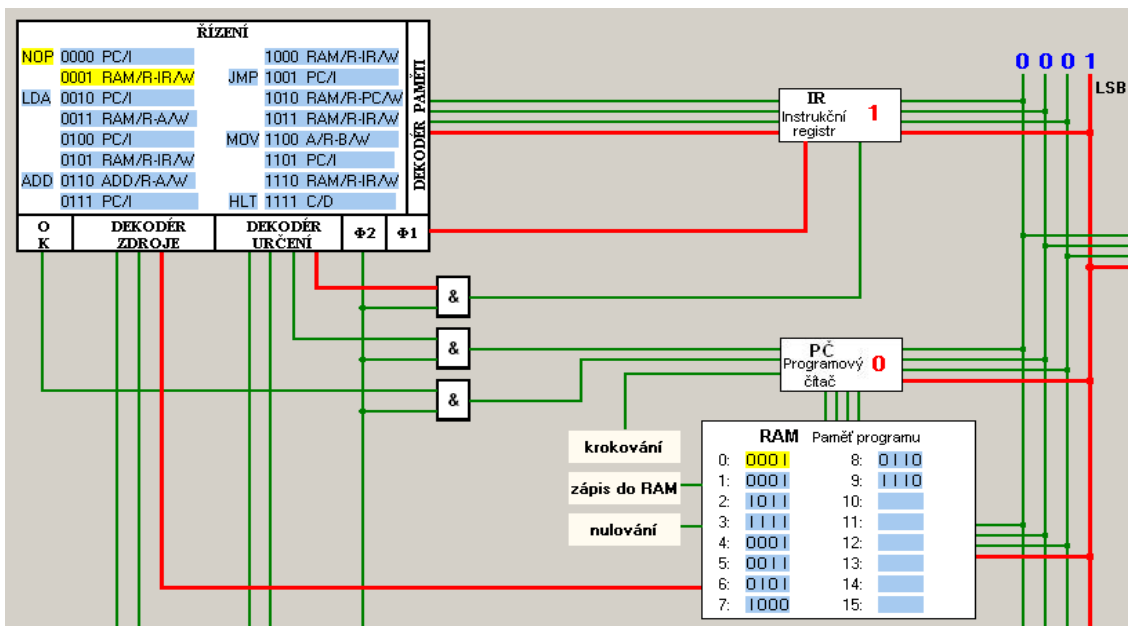 ŘÍZENÍ
NOP 0000 PC/I
0001 RAM/R-IR/W
LDA 0010 PC/I
0011 RAM/R-A/W
0100 PC/I
0101 RAM/R-IR/W
ADD 0110 ADD/R-A/W
0111 PC/I
1000 RAM/R-IR/W
JMP 1001 PC/I
1010 RAM/R-PC/W
1011 RAM/R-IR/W
MOV 1100 A/R-B/W
1101 PC/I
1110 RAM/R-IR/W
HLT 1111 C/D
DEKODÉR PAMĚTI
O
K
DEKODÉR
ZDROJE
DEKODÉR
URČENÍ
Φ2
Φ1
0 0 0 1
LSB
IR
Instrukční
registr
1
&
&
&
PČ
Programový
čítač
0
krokování
zápis do RAM
nulování
RAM Paměť programu
0: 0001 8: 0110
1: 0001 9: 1110
2: 1011 10:
3: 1111 11:
4: 0001 12:
5: 0011 13:
6: 0101 14:
7: 1000 15: